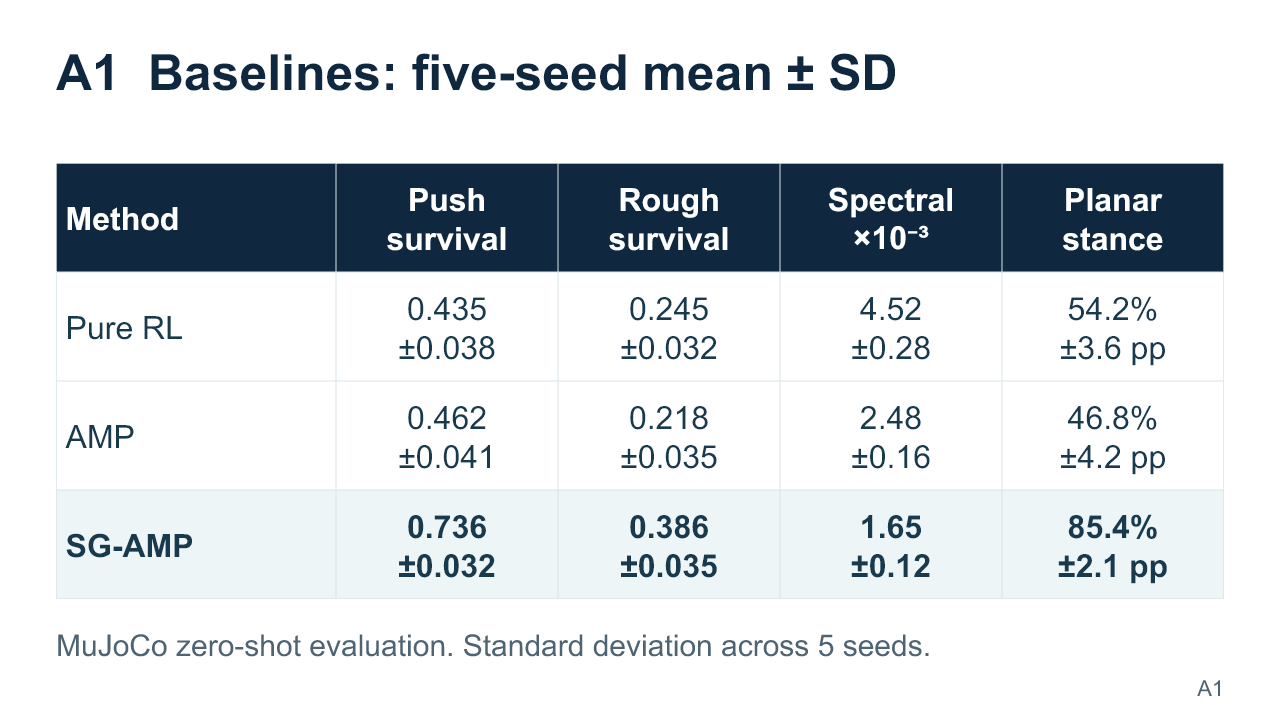 A1 Baselines: five-seed mean ± SD
Method
Push
survival
Rough
survival
Spectral
×10⁻³
Planar
stance
Pure RL
0.435
±0.038
0.245
±0.032
4.52
±0.28
54.2%
±3.6 pp
AMP
0.462
±0.041
0.218
±0.035
2.48
±0.16
46.8%
±4.2 pp
SG-AMP
0.736
±0.032
0.386
±0.035
1.65
±0.12
85.4%
±2.1 pp
MuJoCo zero-shot evaluation. Standard deviation across 5 seeds.
A1